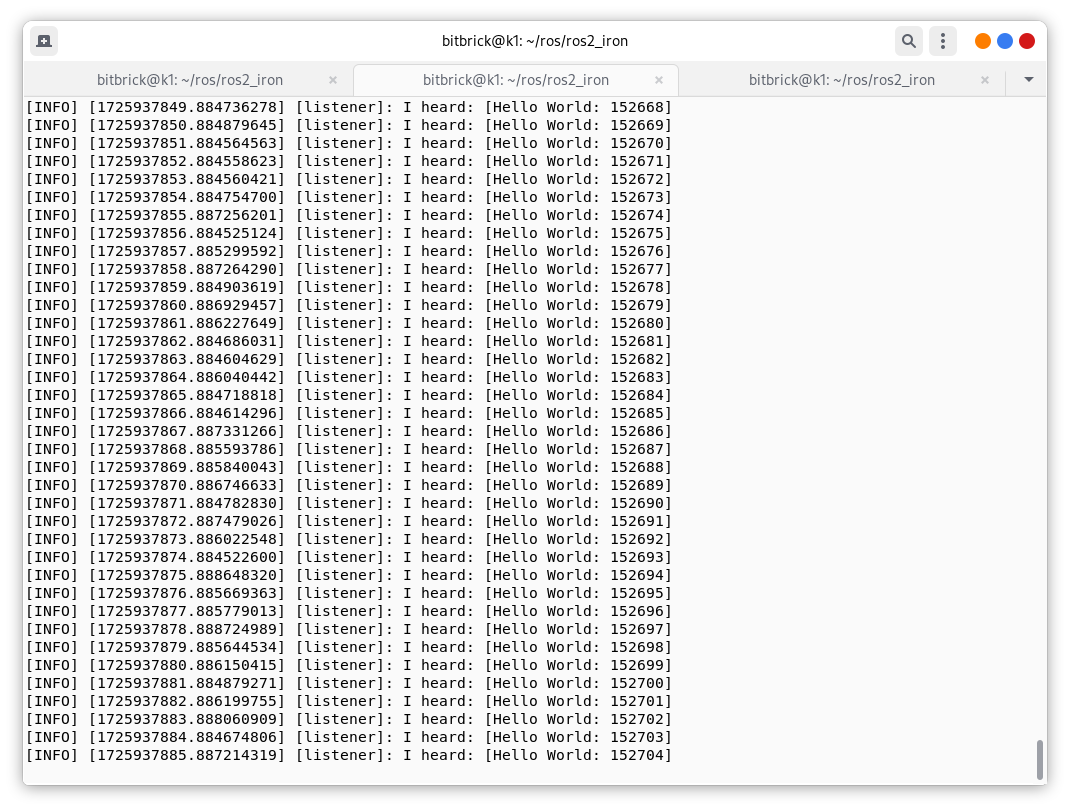 bitbrick@k1: ~/ros/ros2_iron
bitbrick@k1: ~/ros/ros2_iron × bitbrick@k1: ~/ros/ros2_iron × bitbrick@k1: ~/ros/ros2_iron ×
[INFO] [1725937849.884736278] [listener]: I heard: [Hello World: 152668]
[INFO] [1725937850.884879645] [listener]: I heard: [Hello World: 152669]
[INFO] [1725937851.884564563] [listener]: I heard: [Hello World: 152670]
[INFO] [1725937852.884558623] [listener]: I heard: [Hello World: 152671]
[INFO] [1725937853.884560421] [listener]: I heard: [Hello World: 152672]
[INFO] [1725937854.884754700] [listener]: I heard: [Hello World: 152673]
[INFO] [1725937855.887256201] [listener]: I heard: [Hello World: 152674]
[INFO] [1725937856.884525124] [listener]: I heard: [Hello World: 152675]
[INFO] [1725937857.885299592] [listener]: I heard: [Hello World: 152676]
[INFO] [1725937858.887264290] [listener]: I heard: [Hello World: 152677]
[INFO] [1725937859.884903619] [listener]: I heard: [Hello World: 152678]
[INFO] [1725937860.886929457] [listener]: I heard: [Hello World: 152679]
[INFO] [1725937861.886227649] [listener]: I heard: [Hello World: 152680]
[INFO] [1725937862.884686031] [listener]: I heard: [Hello World: 152681]
[INFO] [1725937863.884604629] [listener]: I heard: [Hello World: 152682]
[INFO] [1725937864.886040442] [listener]: I heard: [Hello World: 152683]
[INFO] [1725937865.884718818] [listener]: I heard: [Hello World: 152684]
[INFO] [1725937866.884614296] [listener]: I heard: [Hello World: 152685]
[INFO] [1725937867.887331266] [listener]: I heard: [Hello World: 152686]
[INFO] [1725937868.885593786] [listener]: I heard: [Hello World: 152687]
[INFO] [1725937869.885840043] [listener]: I heard: [Hello World: 152688]
[INFO] [1725937870.886746633] [listener]: I heard: [Hello World: 152689]
[INFO] [1725937871.884782830] [listener]: I heard: [Hello World: 152690]
[INFO] [1725937872.887479026] [listener]: I heard: [Hello World: 152691]
[INFO] [1725937873.886022548] [listener]: I heard: [Hello World: 152692]
[INFO] [1725937874.884522600] [listener]: I heard: [Hello World: 152693]
[INFO] [1725937875.888648320] [listener]: I heard: [Hello World: 152694]
[INFO] [1725937876.885669363] [listener]: I heard: [Hello World: 152695]
[INFO] [1725937877.885779013] [listener]: I heard: [Hello World: 152696]
[INFO] [1725937878.888724989] [listener]: I heard: [Hello World: 152697]
[INFO] [1725937879.885644534] [listener]: I heard: [Hello World: 152698]
[INFO] [1725937880.886150415] [listener]: I heard: [Hello World: 152699]
[INFO] [1725937881.884879271] [listener]: I heard: [Hello World: 152700]
[INFO] [1725937882.886199755] [listener]: I heard: [Hello World: 152701]
[INFO] [1725937883.888060909] [listener]: I heard: [Hello World: 152702]
[INFO] [1725937884.884674806] [listener]: I heard: [Hello World: 152703]
[INFO] [1725937885.887214319] [listener]: I heard: [Hello World: 152704]